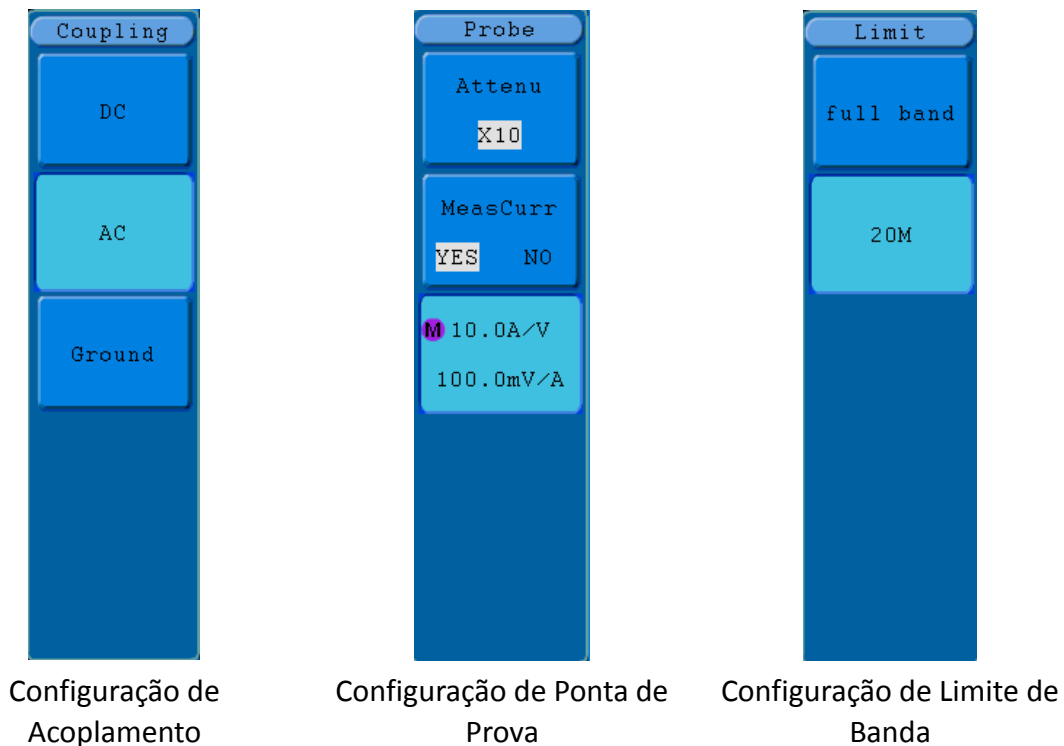 Coupling
DC
AC
Ground
Configuração de
Acoplamento
Probe
Attenu
X10
MeasCurr
YES NO
M 10.0A/V
100.0mV/A
Configuração de Ponta de
Prova
Limit
full band
20M
Configuração de Limite de
Banda